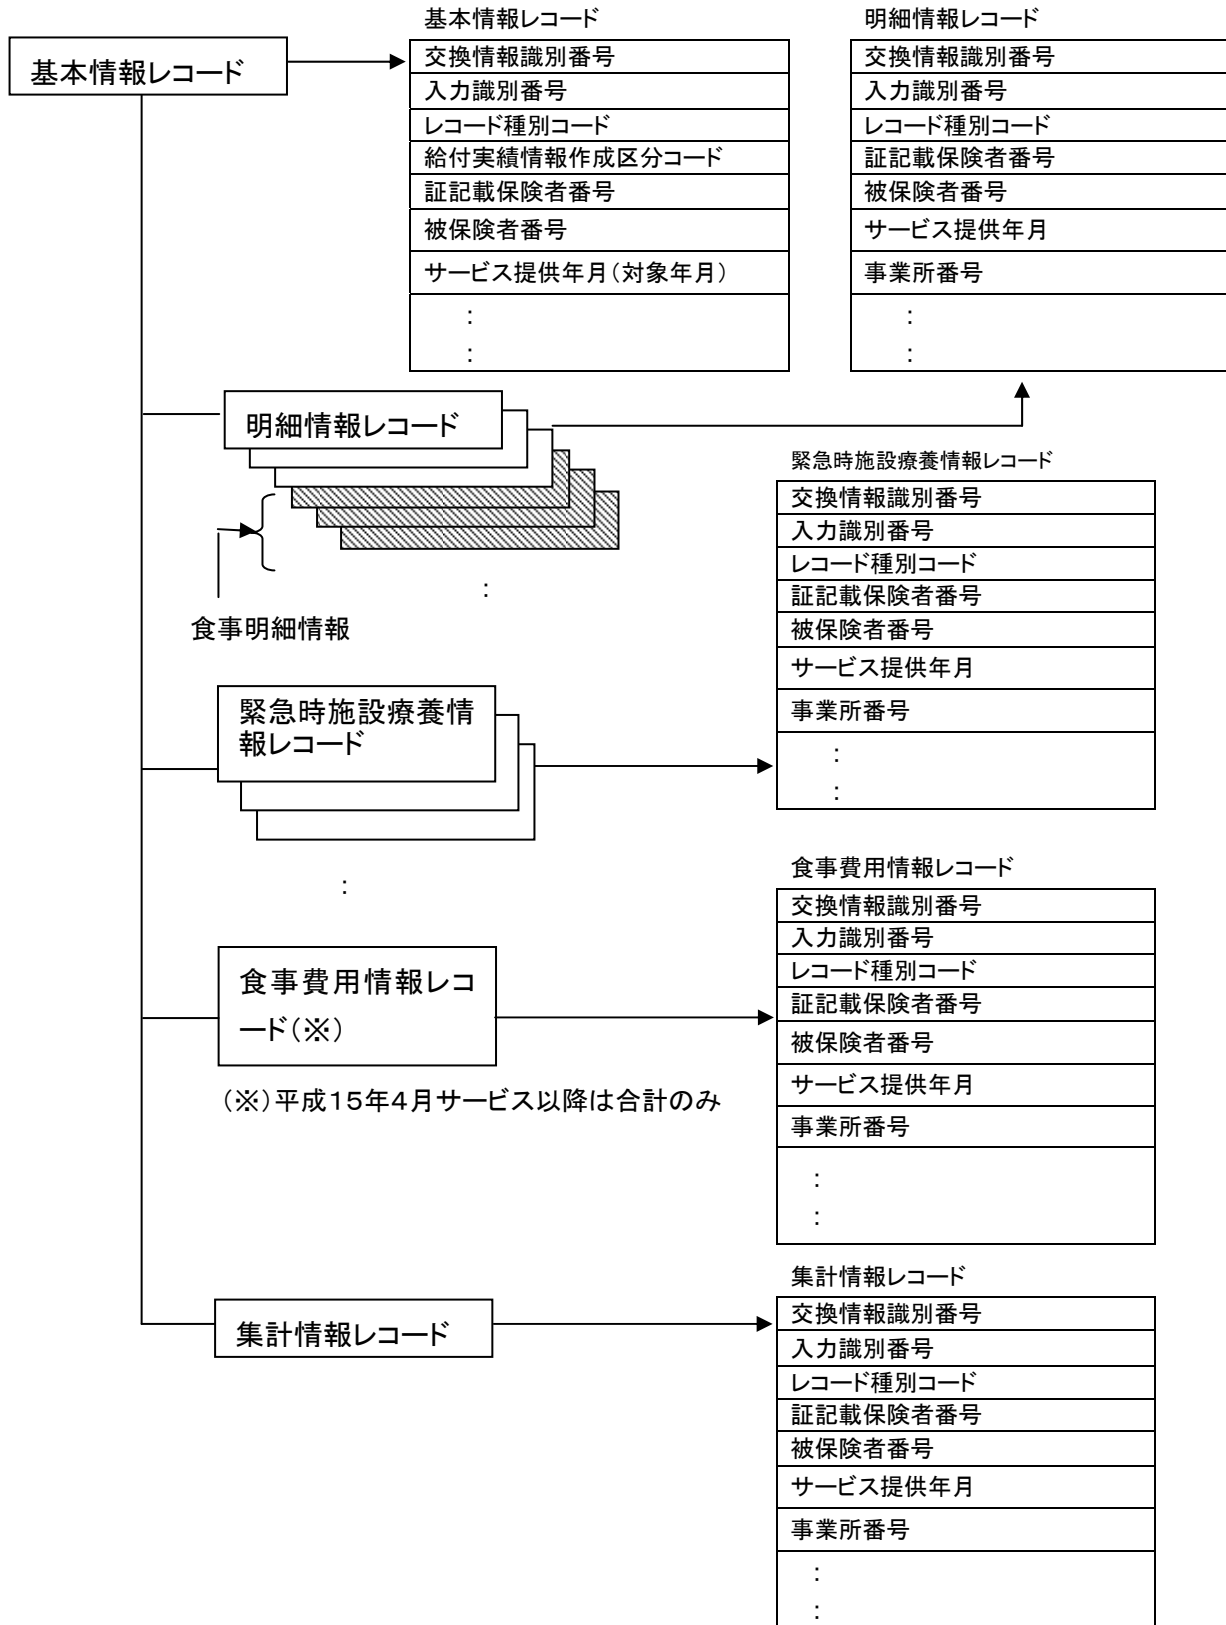 基本情報レコード
基本情報レコード
交換情報識別番号
入力識別番号
レコード種別コード
給付実績情報作成区分コード
証記載保険者番号
被保険者番号
サービス提供年月(対象年月)
:
:
明細情報レコード
交換情報識別番号
入力識別番号
レコード種別コード
証記載保険者番号
被保険者番号
サービス提供年月
事業所番号
:
:
明細情報レコード
:
食事明細情報
緊急時施設療養情報レコード
交換情報識別番号
入力識別番号
レコード種別コード
証記載保険者番号
被保険者番号
サービス提供年月
事業所番号
:
:
緊急時施設療養情
報レコード
:
食事費用情報レコード
交換情報識別番号
入力識別番号
レコード種別コード
証記載保険者番号
被保険者番号
サービス提供年月
事業所番号
:
:
食事費用情報レコ
ード(※)
(※)平成15年4月サービス以降は合計のみ
集計情報レコード
集計情報レコード
交換情報識別番号
入力識別番号
レコード種別コード
証記載保険者番号
被保険者番号
サービス提供年月
事業所番号
:
: